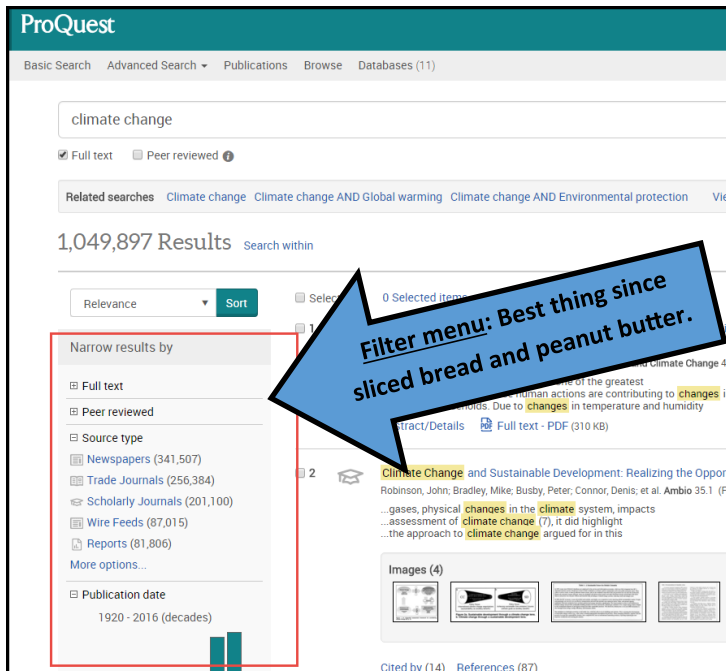 ProQuest
Basic Search Advanced Search Publications Browse Databases (11)
climate change
Full text Peer reviewed
Related searches Climate change Climate change AND Global warming Climate change AND Environmental protection
1,049,897 Results Search within
Relevance Sort
0 Selected items
1
Narrow results by
Filter menu: Best thing since
sliced bread and peanut butter.
Climate Change 4
of the greatest
human actions are contributing to changes
Due to changes in temperature and humidity
Full text - PDF (310 KB)
Full text
Peer reviewed
Source type
Newspapers (341,507)
Trade Journals (256,384)
Scholarly Journals (201,100)
Wire Feeds (87,015)
Reports (81,806)
More options...
Publication date
1920 - 2016 (decades)
2
Climate Change and Sustainable Development: Realizing the
Robinson, John; Bradley, Mike; Busby, Peter; Connor, Denis; et al. Ambio 35.1
...gases, physical changes in the climate system, impacts
...assessment of climate change (7), it did highlight
...the approach to climate change argued for in this
Images (4)
Cited by (14) References (87)